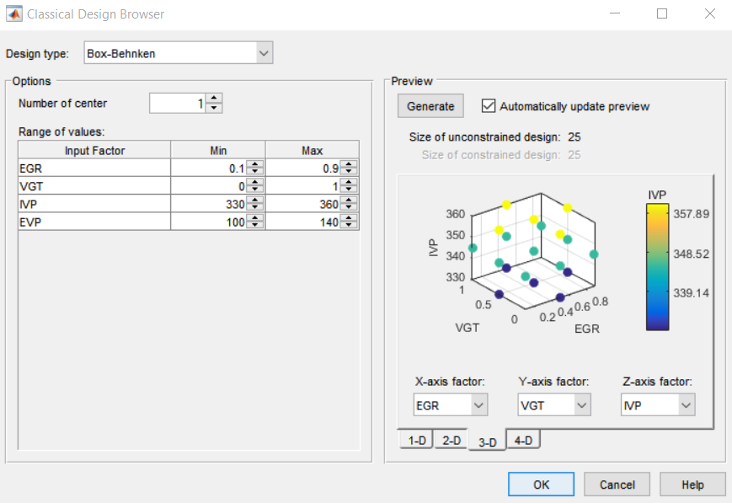 Classical Design Browser
Design type: Box-Behnken
Options
Number of center 1
Range of values:
Input Factor Min Max
EGR 0.1 0.9
VGT 0 1
IVP 330 360
EVP 100 140
Preview
Generate Automatically update preview
Size of unconstrained design: 25
Size of constrained design: 25
IVP
360
350
340
330
IVP
1
0.5
0
VGT
0.2 0.4 0.6 0.8
EGR
357.89
348.52
339.14
X-axis factor: Y-axis factor: Z-axis factor:
EGR VGT IVP
1-D 2-D 3-D 4-D
OK Cancel Help